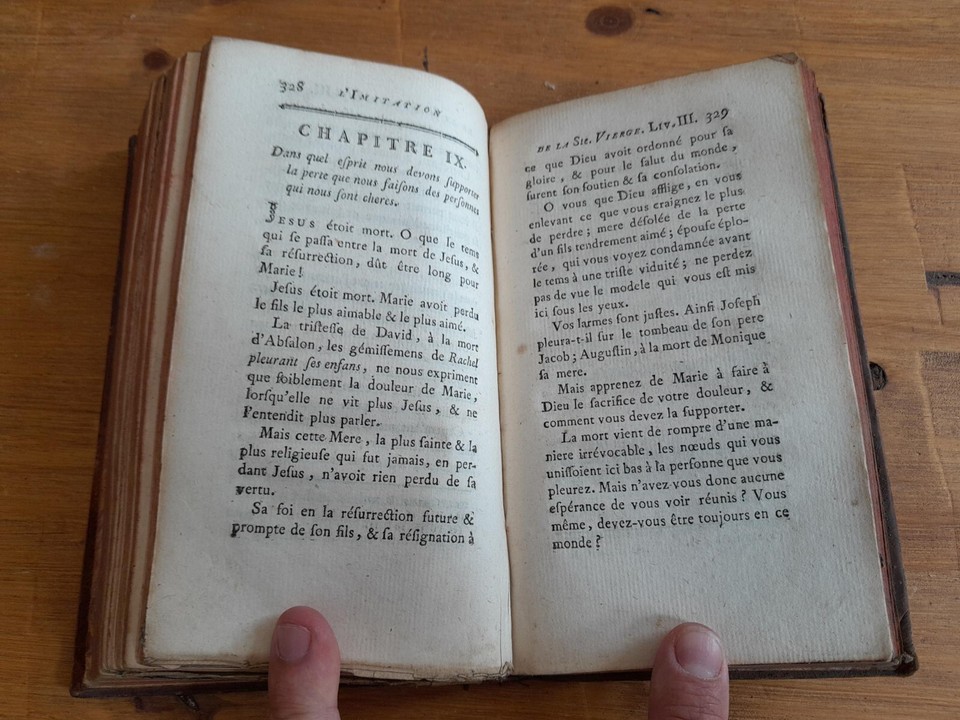 328 L'IMITATION
CHAPITRE IX.
Dans quel esprit nous devons supporter
la perte que nous faisons des personnes
qui nous sont cheres.
JESUS étoit mort. O que le tems
qui se passa entre la mort de Jesus, &
sa résurrection, dût être long pour
Marie!
Jesus étoit mort. Marie avoit perdu
le fils le plus aimable & le plus aimé.
La tristesse de David, à la mort
d'Absalon, les gémissemens de Rachel
pleurant ses enfans, ne nous expriment
que foiblement la douleur de Marie,
lorsqu'elle ne vit plus Jesus, & ne
l'entendit plus parler.
Mais cette Mere, la plus sainte & la
plus religieuse qui fut jamais, en per-
dant Jesus, n'avoit rien perdu de sa
vertu.
Sa foi en la résurrection future &
prompte de son fils, & sa résignation à
DE LA Ste. VIERGE. LIV. III. 329
ce que Dieu avoit ordonné pour sa
gloire, & pour le salut du monde,
furent son soutien & sa consolation.
O vous que Dieu afflige, en vous
enlevant ce que vous craignez le plus
de perdre; mere désolée de la perte
d'un fils tendrement aimé; épouse éplo-
rée, qui vous voyez condamnée avant
le tems à une triste viduité; ne perdez
pas de vue le modele qui vous est mis
ici sous les yeux.
Vos larmes sont justes. Ainsi Joseph
pleura-t-il sur le tombeau de son pere
Jacob; Augustin, à la mort de Monique
sa mere.
Mais apprenez de Marie à faire à
Dieu le sacrifice de votre douleur, &
comment vous devez la supporter.
La mort vient de rompre d'une ma-
niere irrévocable, les nœuds qui vous
unissoient ici bas à la personne que vous
pleurez. Mais n'avez vous donc aucune
espérance de vous voir réunis? Vous
même, devez-vous être toujours en ce
monde?